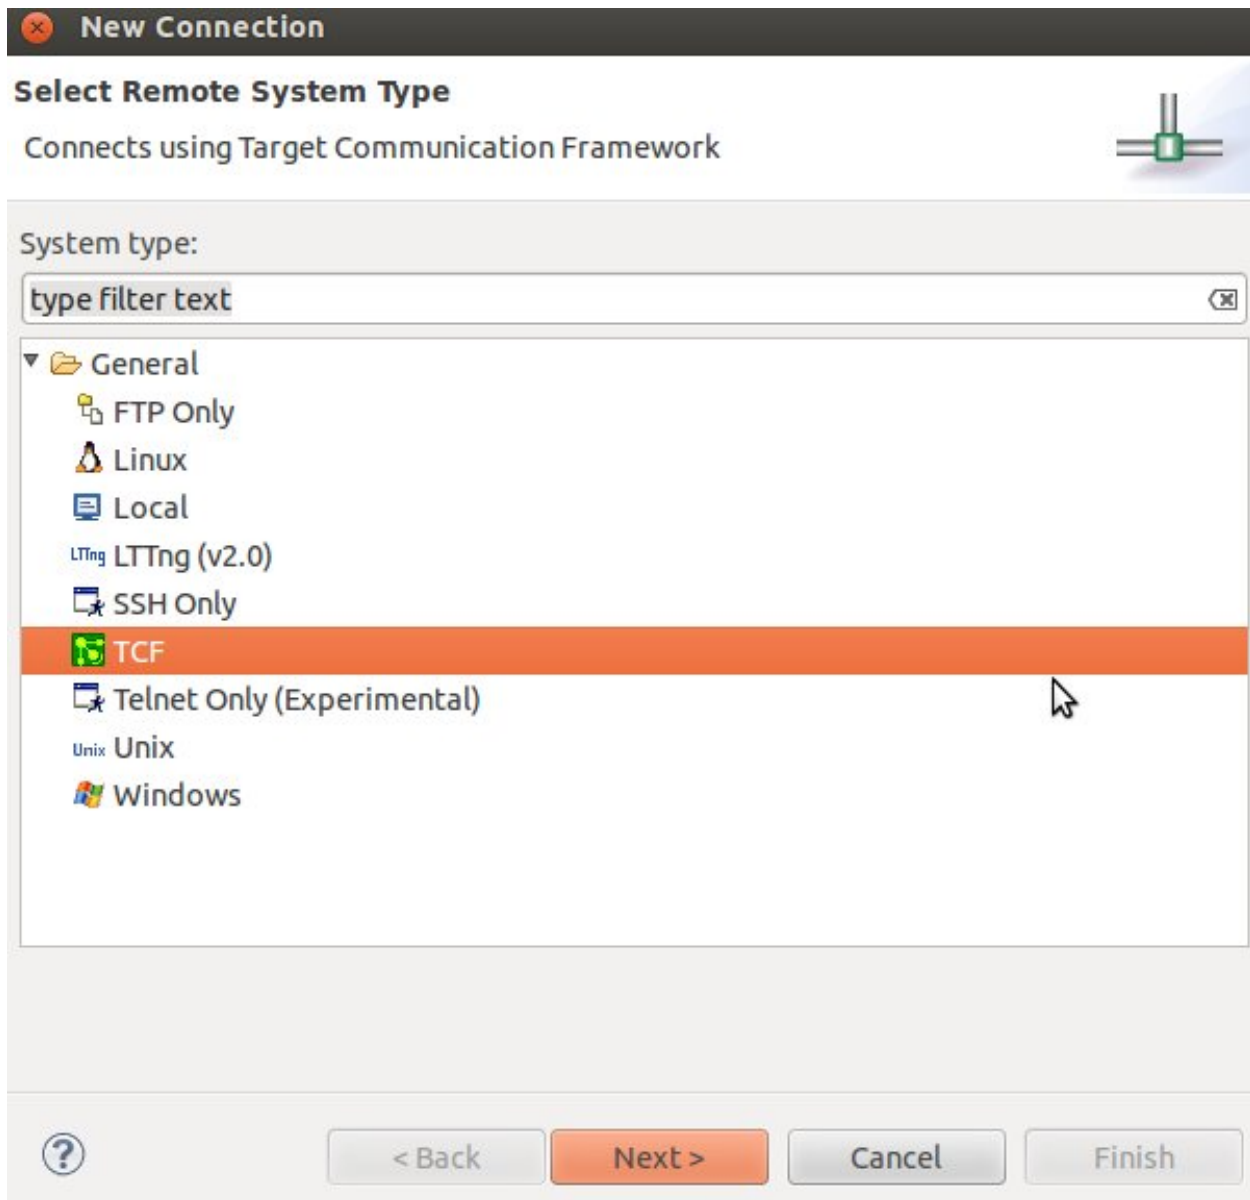 New Connection
Select Remote System Type
Connects using Target Communication Framework
System type:
type filter text
General
FTP Only
Linux
Local
LTTng LTTng (v2.0)
SSH Only
TCF
Telnet Only (Experimental)
Unix Unix
Windows
? < Back Next > Cancel Finish